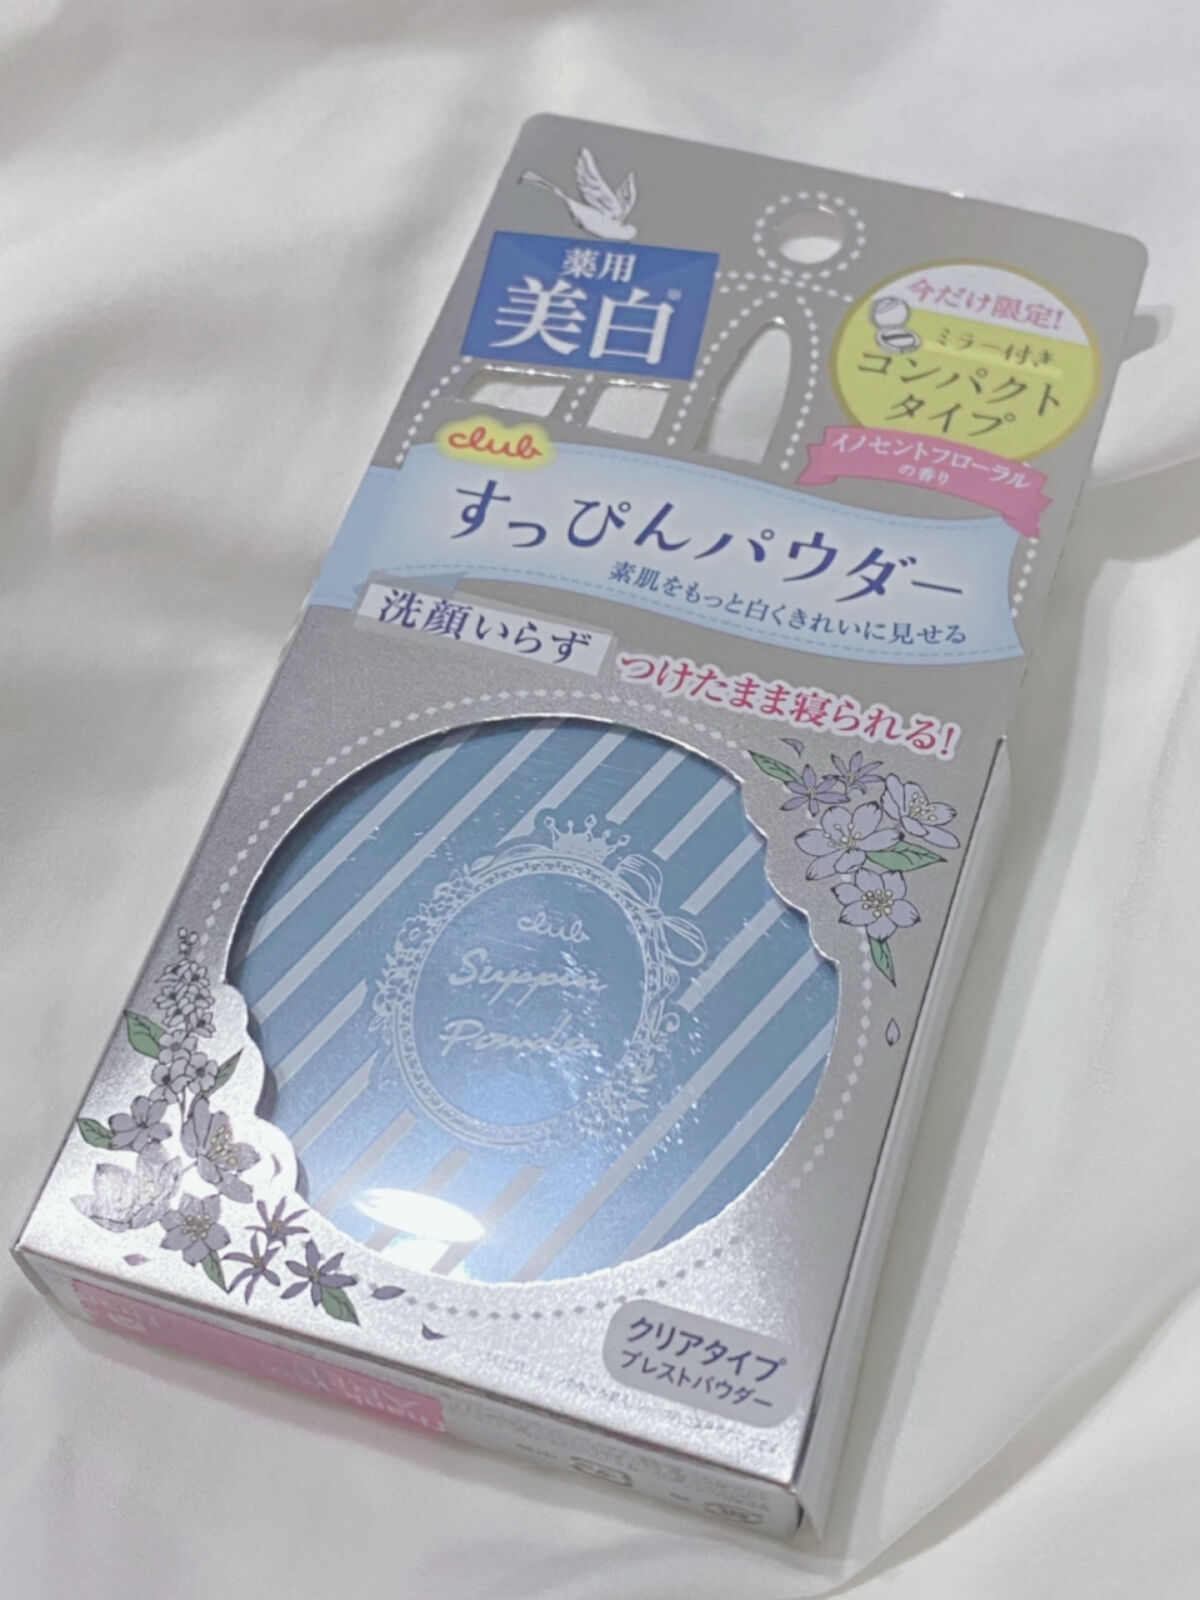 薬用
美白※
今だけ限定!
ミラー付き
コンパクト
タイプ
イノセントフローラル
の香り
club
すっぴんパウダー
素肌をもっと白くきれいに見せる
洗顔いらず
つけたまま寝られる!
club
Suppin
Powder
クリアタイプ
プレストパウダー